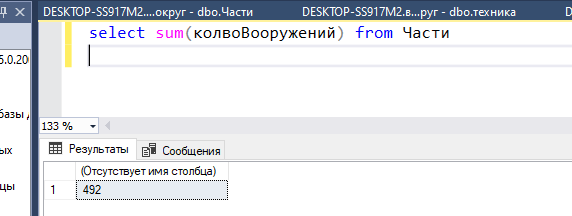 DESKTOP-SS917M2....округ - dbo.Части
DESKTOP-SS917M2.в...руг - dbo.техника
select sum(колвоВооружений) from Части
5.0.20
базы
ых
цы
133 %
Результаты
Сообщения
(Отсутствует имя столбца)
1
492